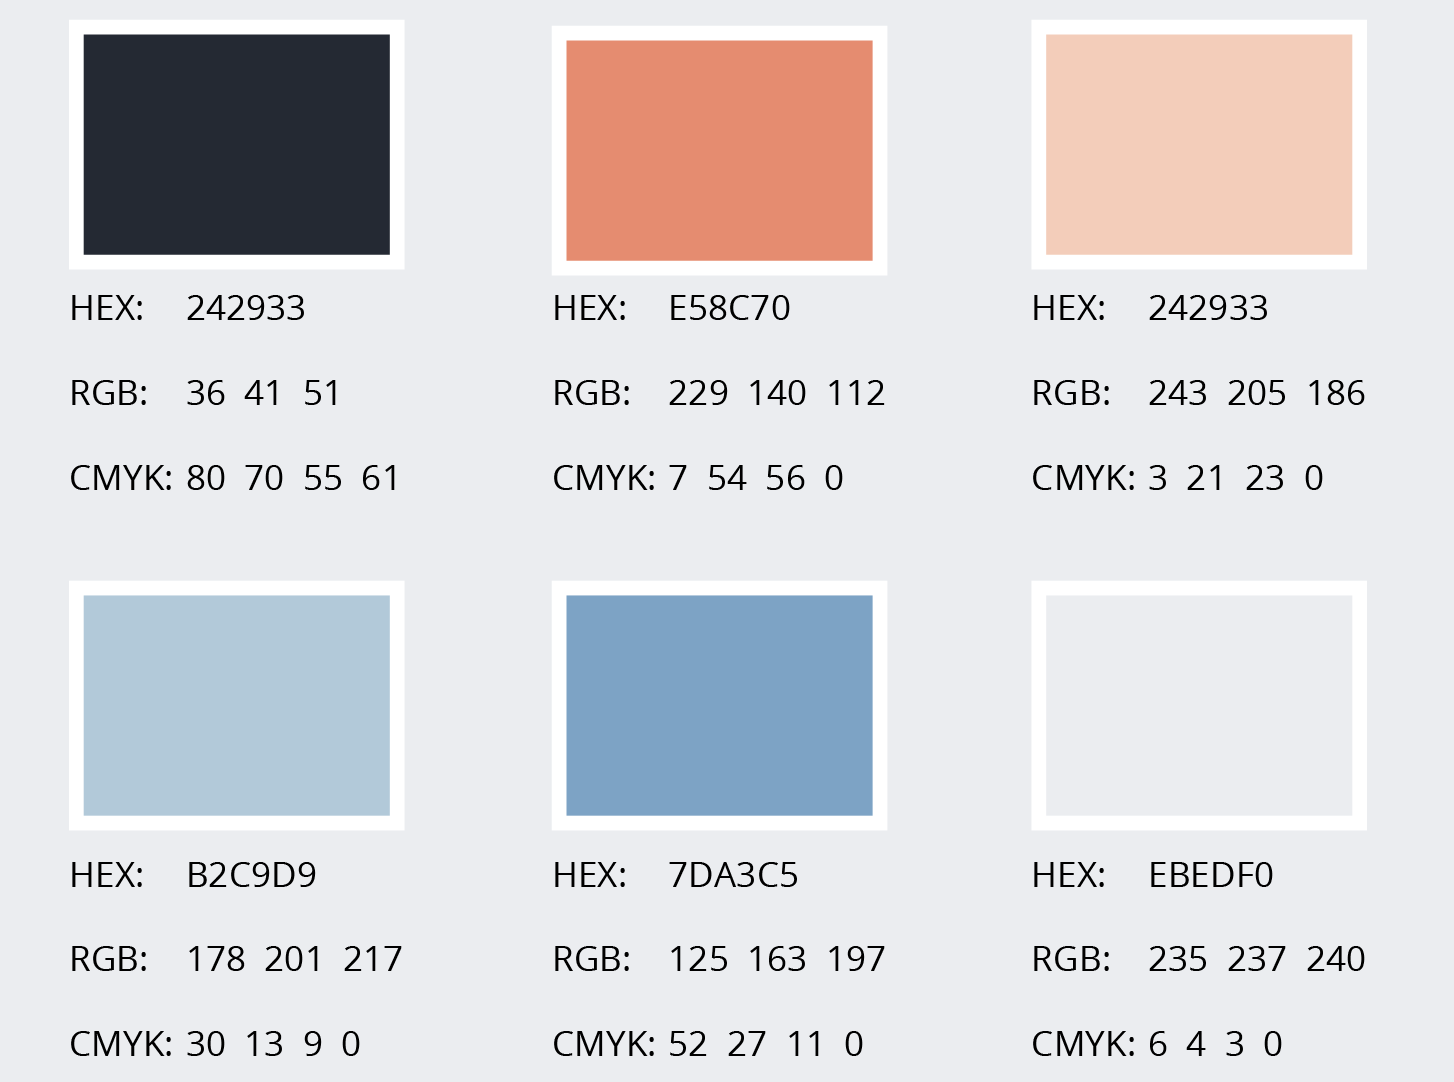 HEX: 242933
RGB: 36 41 51
CMYK: 80 70 55 61
HEX: E58C70
RGB: 229 140 112
CMYK: 7 54 56 0
HEX: 242933
RGB: 243 205 186
CMYK: 3 21 23 0
HEX: B2C9D9
RGB: 178 201 217
CMYK: 30 13 9 0
HEX: 7DA3C5
RGB: 125 163 197
CMYK: 52 27 11 0
HEX: EBEDF0
RGB: 235 237 240
CMYK: 6 4 3 0